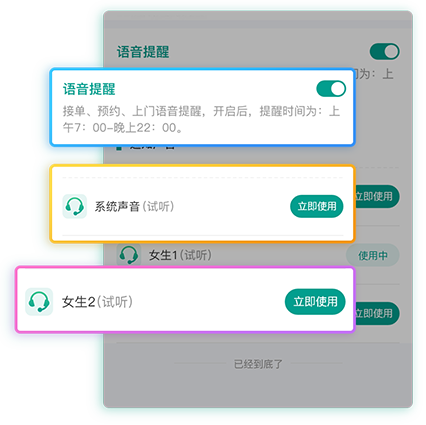 语音提醒
语音提醒
接单、预约、上门语音提醒，开启后，提醒时间为：上
午7：00-晚上22：00。
系统声音(试听) 立即使用
立即使用
女生1(试听) 使用中
女生2(试听) 立即使用
立即使用
已经到底了